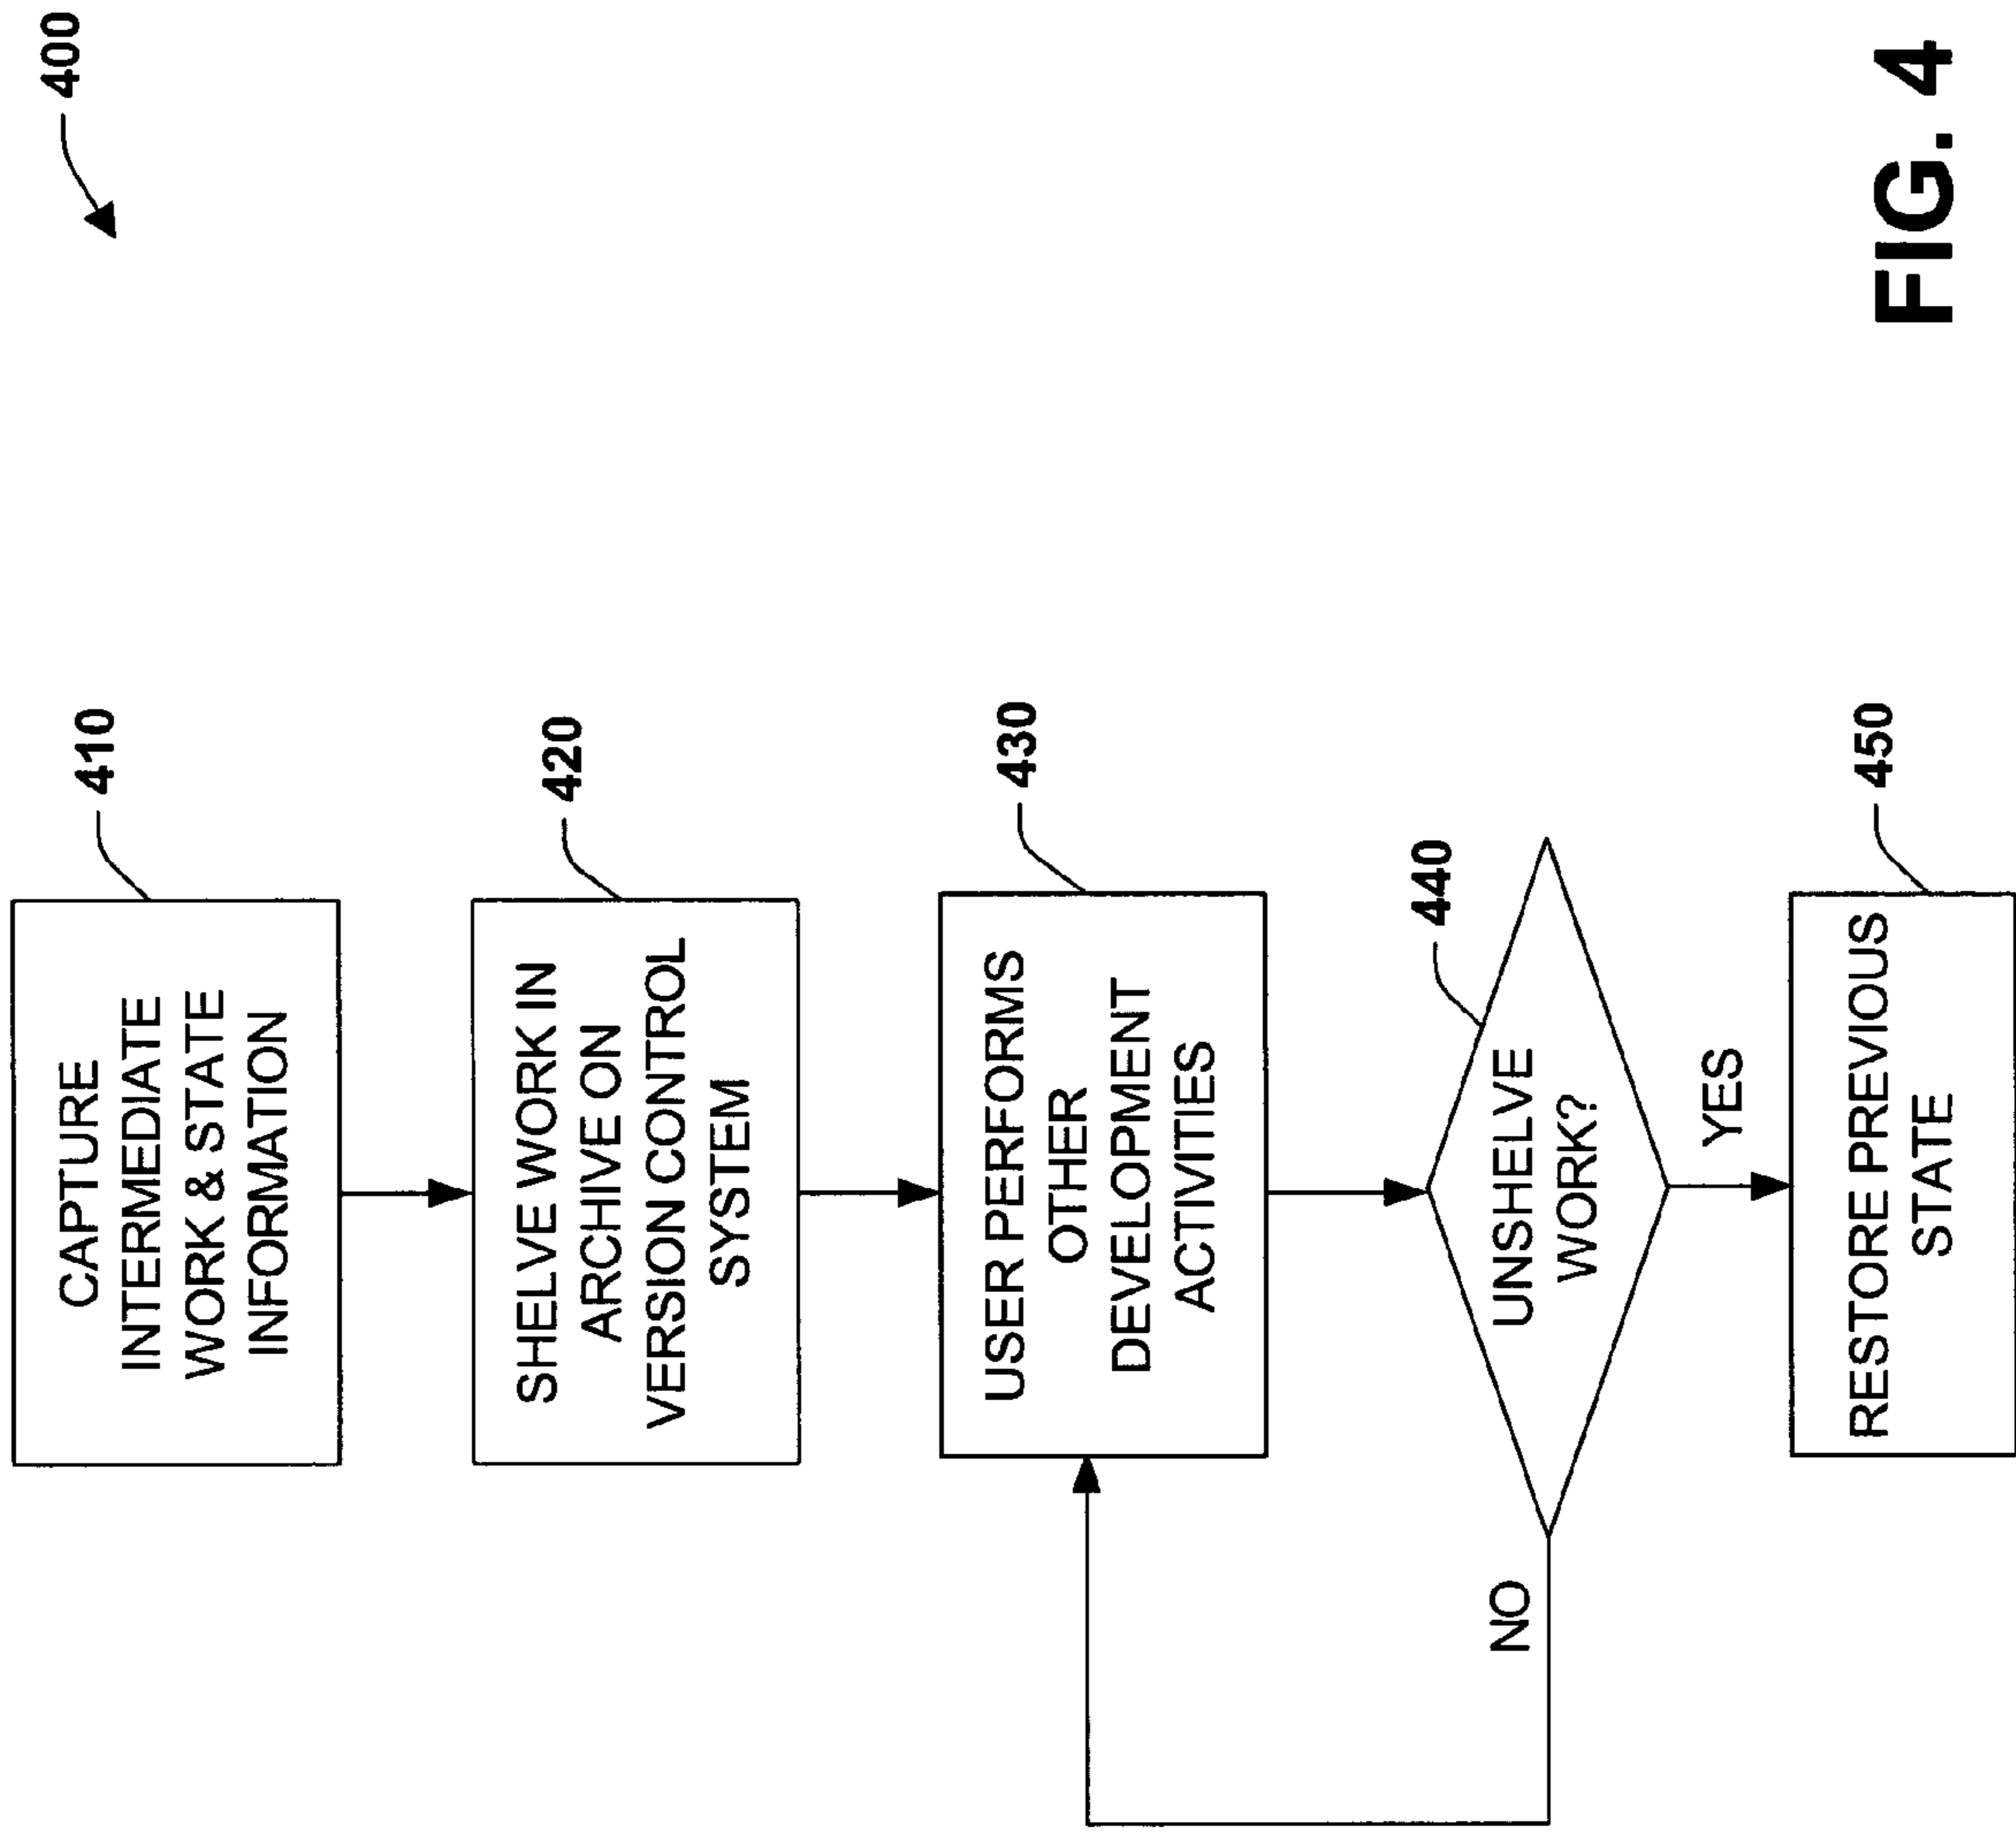 400
410
CAPTURE
INTERMEDIATE
WORK & STATE
INFORMATION
420
SHELVE WORK IN
ARCHIVE ON
VERSION CONTROL
SYSTEM
430
USER PERFORMS
OTHER
DEVELOPMENT
ACTIVITIES
440
UNSHELVE
WORK?
NO
YES
450
RESTORE PREVIOUS
STATE
FIG. 4